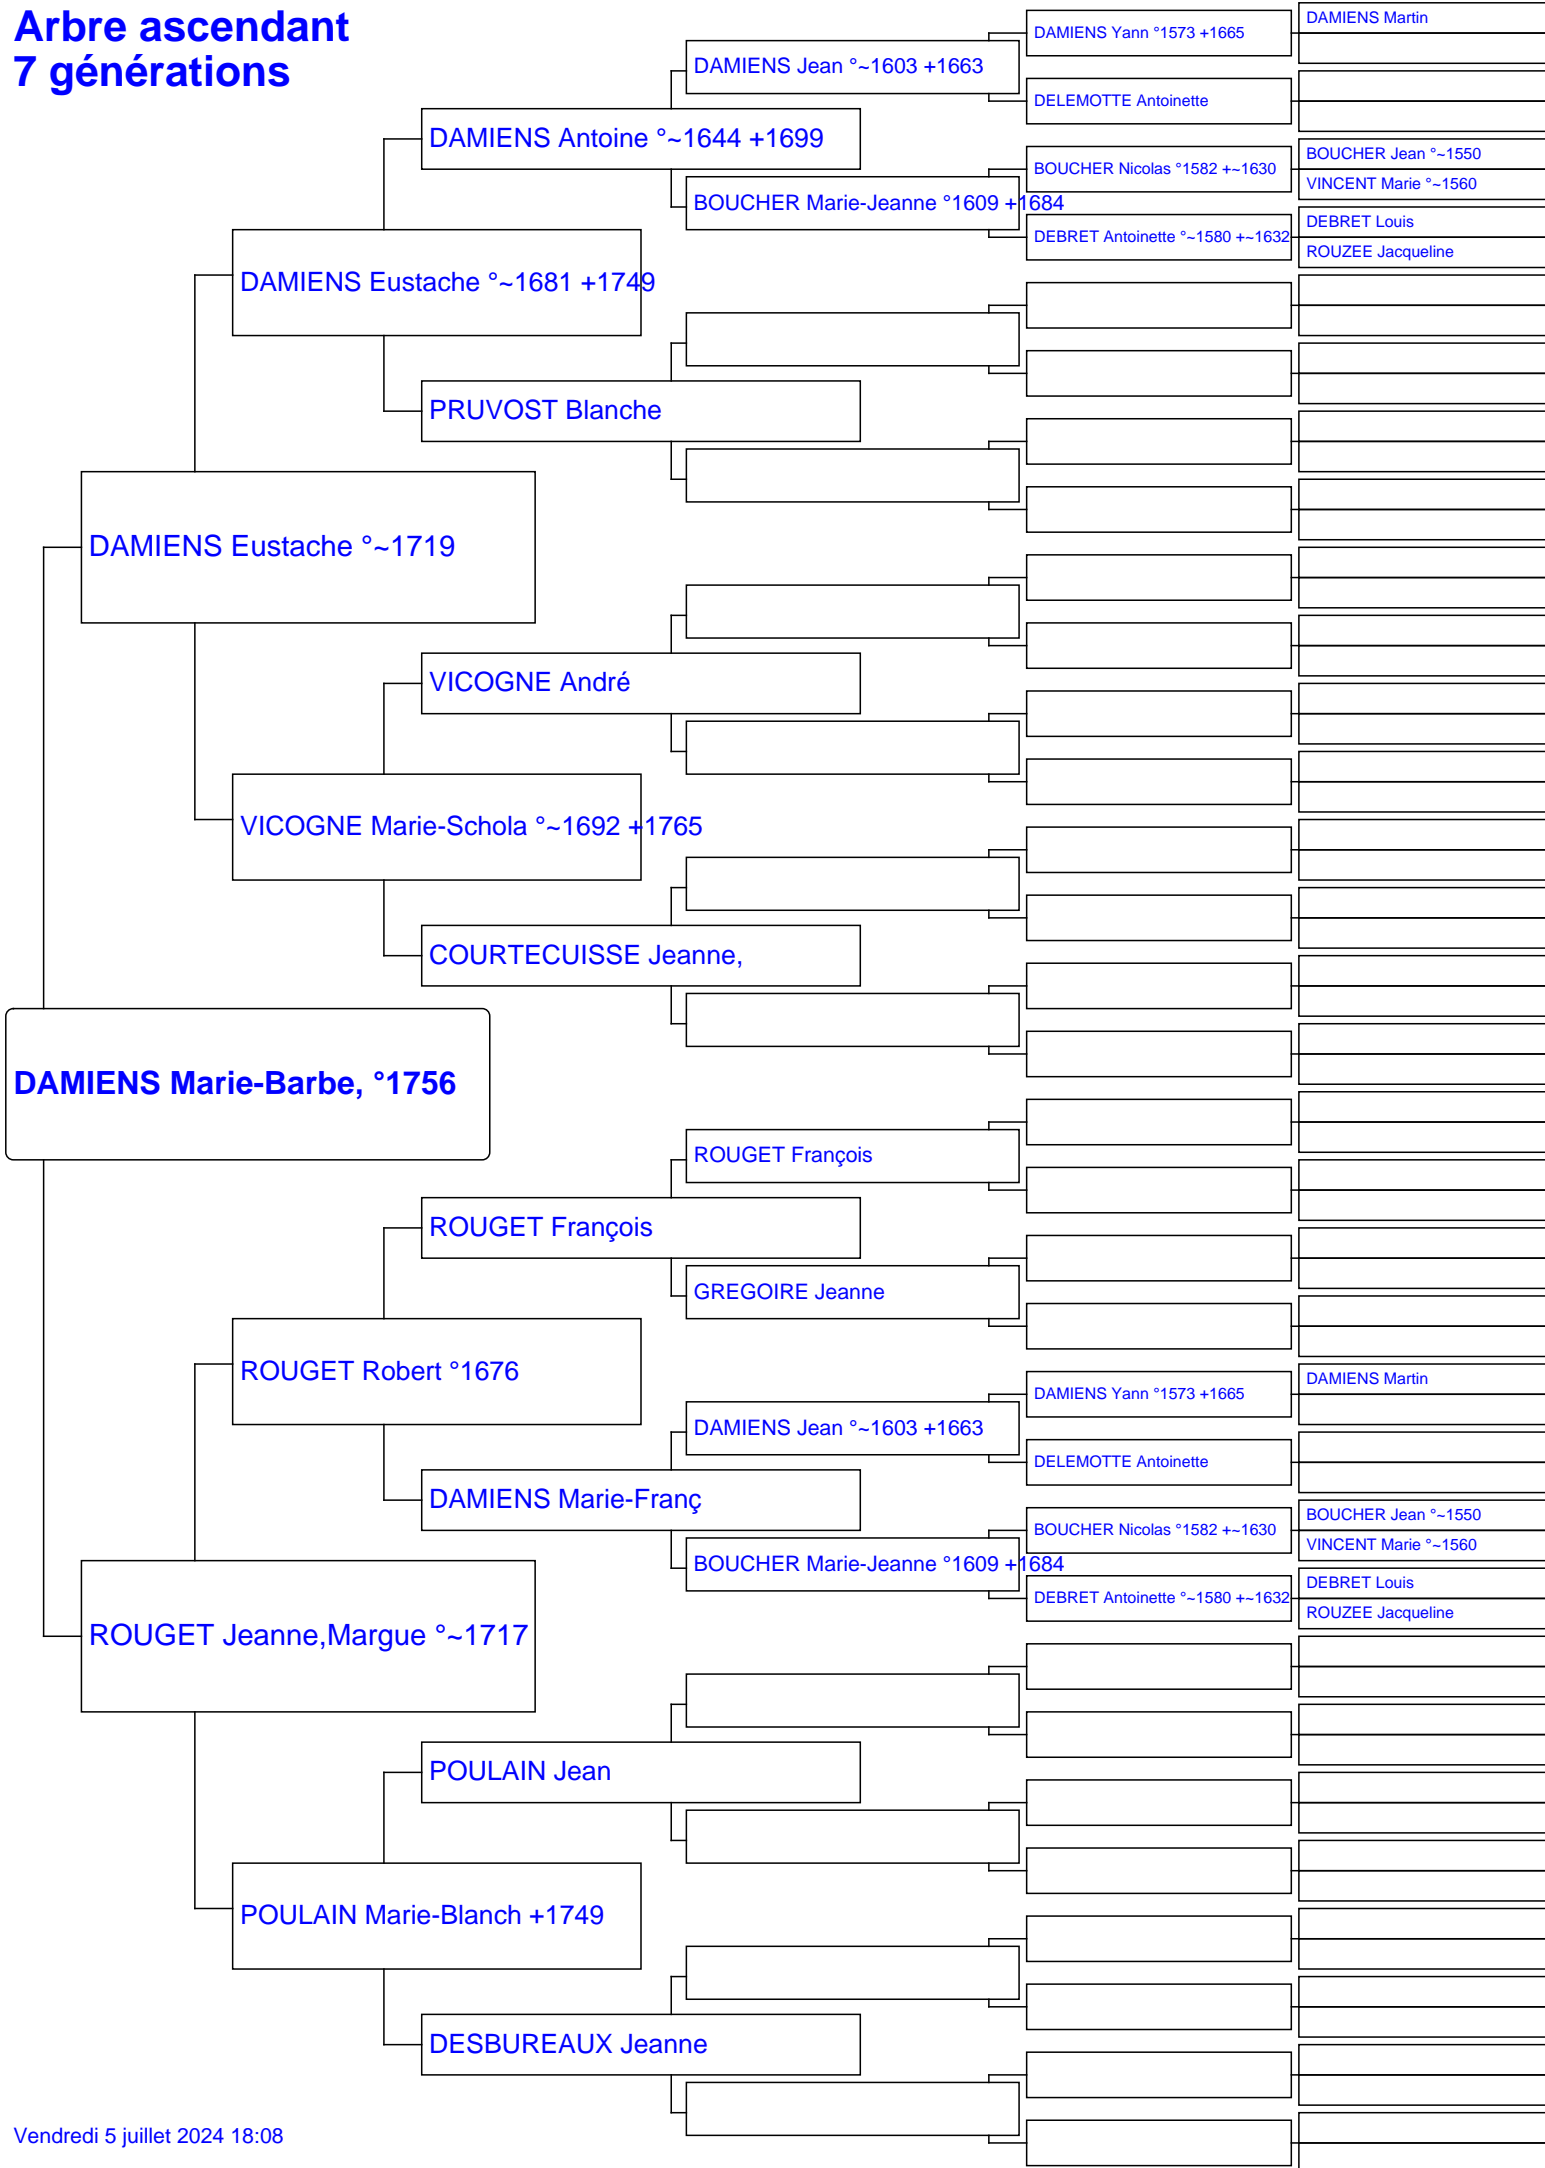 Arbre ascendant
7 générations
DAMIENS Marie-Barbe, °1756
DAMIENS Eustache °~1719
ROUGET Jeanne,Margue °~1717
DAMIENS Eustache °~1681 +1749
VICOGNE Marie-Schola °~1692 +1765
ROUGET Robert °1676
POULAIN Marie-Blanch +1749
DAMIENS Antoine °~1644 +1699
PRUVOST Blanche
VICOGNE André
COURTECUISSE Jeanne,
ROUGET François
DAMIENS Marie-Franç
POULAIN Jean
DESBUREAUX Jeanne
DAMIENS Jean °~1603 +1663
BOUCHER Marie-Jeanne °1609 +1684
ROUGET François
GREGOIRE Jeanne
DAMIENS Jean °~1603 +1663
BOUCHER Marie-Jeanne °1609 +1684
DAMIENS Yann °1573 +1665
DELEMOTTE Antoinette
BOUCHER Nicolas °1582 +~1630
DEBRET Antoinette °~1580 +~1632
DAMIENS Yann °1573 +1665
DELEMOTTE Antoinette
BOUCHER Nicolas °1582 +~1630
DEBRET Antoinette °~1580 +~1632
DAMIENS Martin
BOUCHER Jean °~1550
VINCENT Marie °~1560
DEBRET Louis
ROUZEE Jacqueline
DAMIENS Martin
BOUCHER Jean °~1550
VINCENT Marie °~1560
DEBRET Louis
ROUZEE Jacqueline
Vendredi 5 juillet 2024 18:08